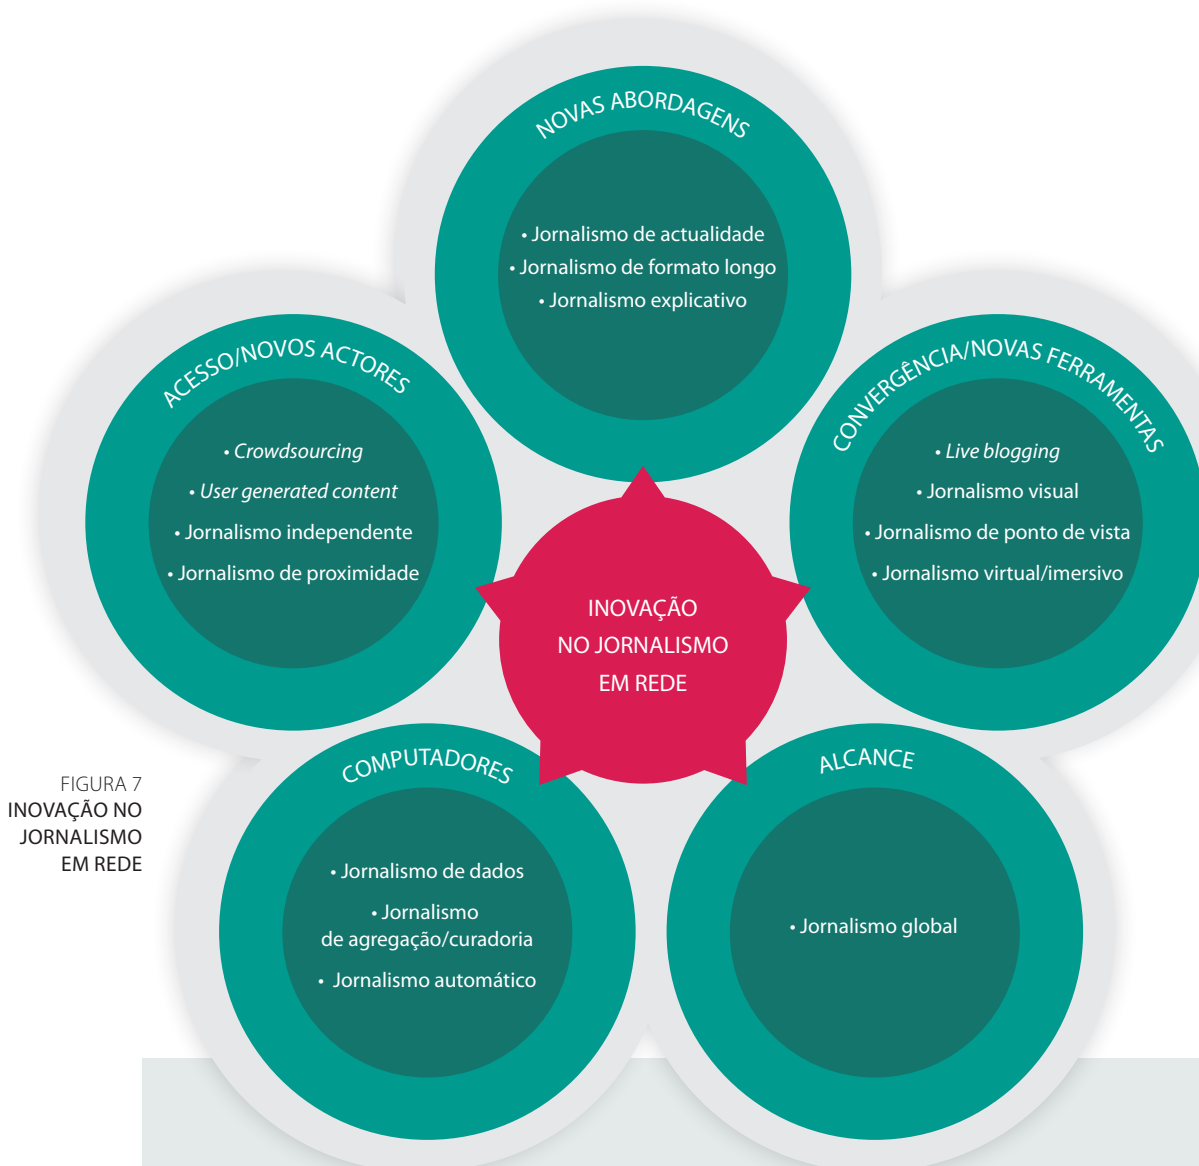 NOVAS ABORDAGENS
• Jornalismo de actualidade
• Jornalismo de formato longo
• Jornalismo explicativo
ACESSO/NOVOS ACTORES
• Crowdsourcing
• User generated content
• Jornalismo independente
• Jornalismo de proximidade
CONVERGÊNCIA/NOVAS FERRAMENTAS
• Live blogging
• Jornalismo visual
• Jornalismo de ponto de vista
• Jornalismo virtual/imersivo
INOVAÇÃO
NO JORNALISMO
EM REDE
COMPUTADORES
• Jornalismo de dados
• Jornalismo
de agregação/curadoria
• Jornalismo automático
ALCANCE
• Jornalismo global
FIGURA 7
INOVAÇÃO NO
JORNALISMO
EM REDE